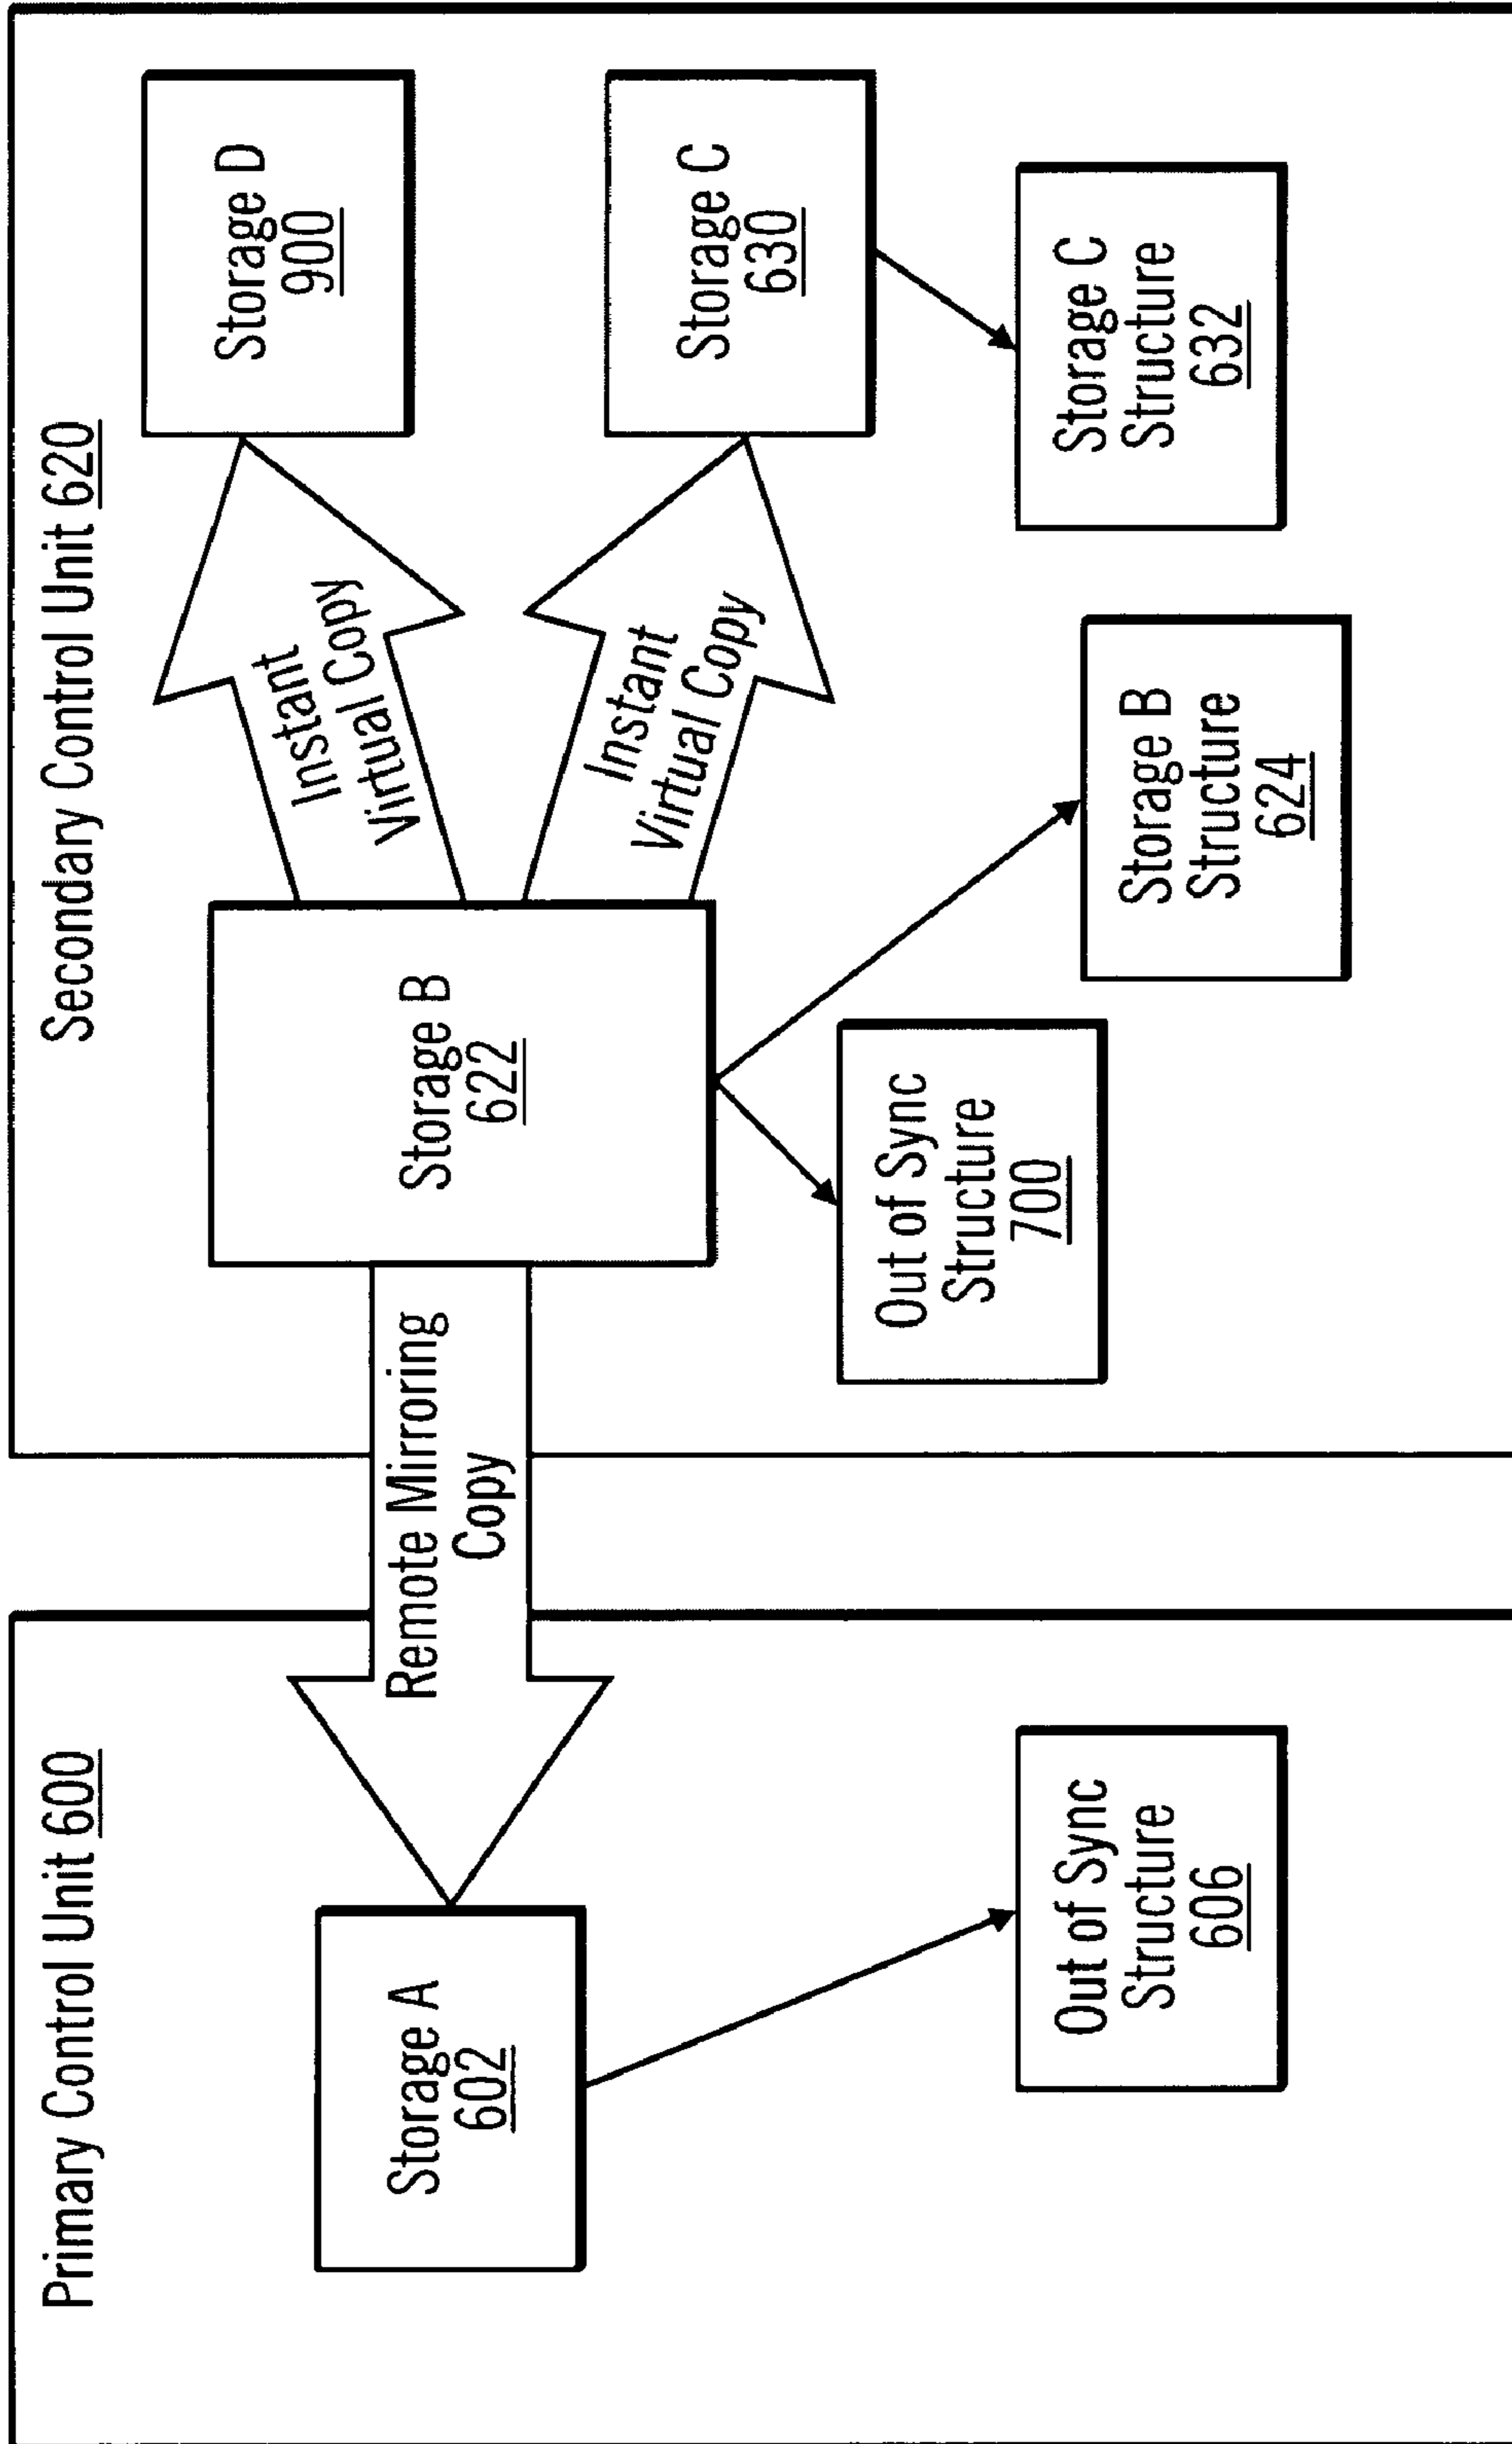 Primary Control Unit 600
Storage A
602
Out of Sync
Structure
606
Remote Mirroring
Copy
Secondary Control Unit 620
Storage B
622
Out of Sync
Structure
700
Storage B
Structure
624
Instant
Virtual Copy
Instant
Virtual Copy
Storage D
900
Storage C
630
Storage C
Structure
632